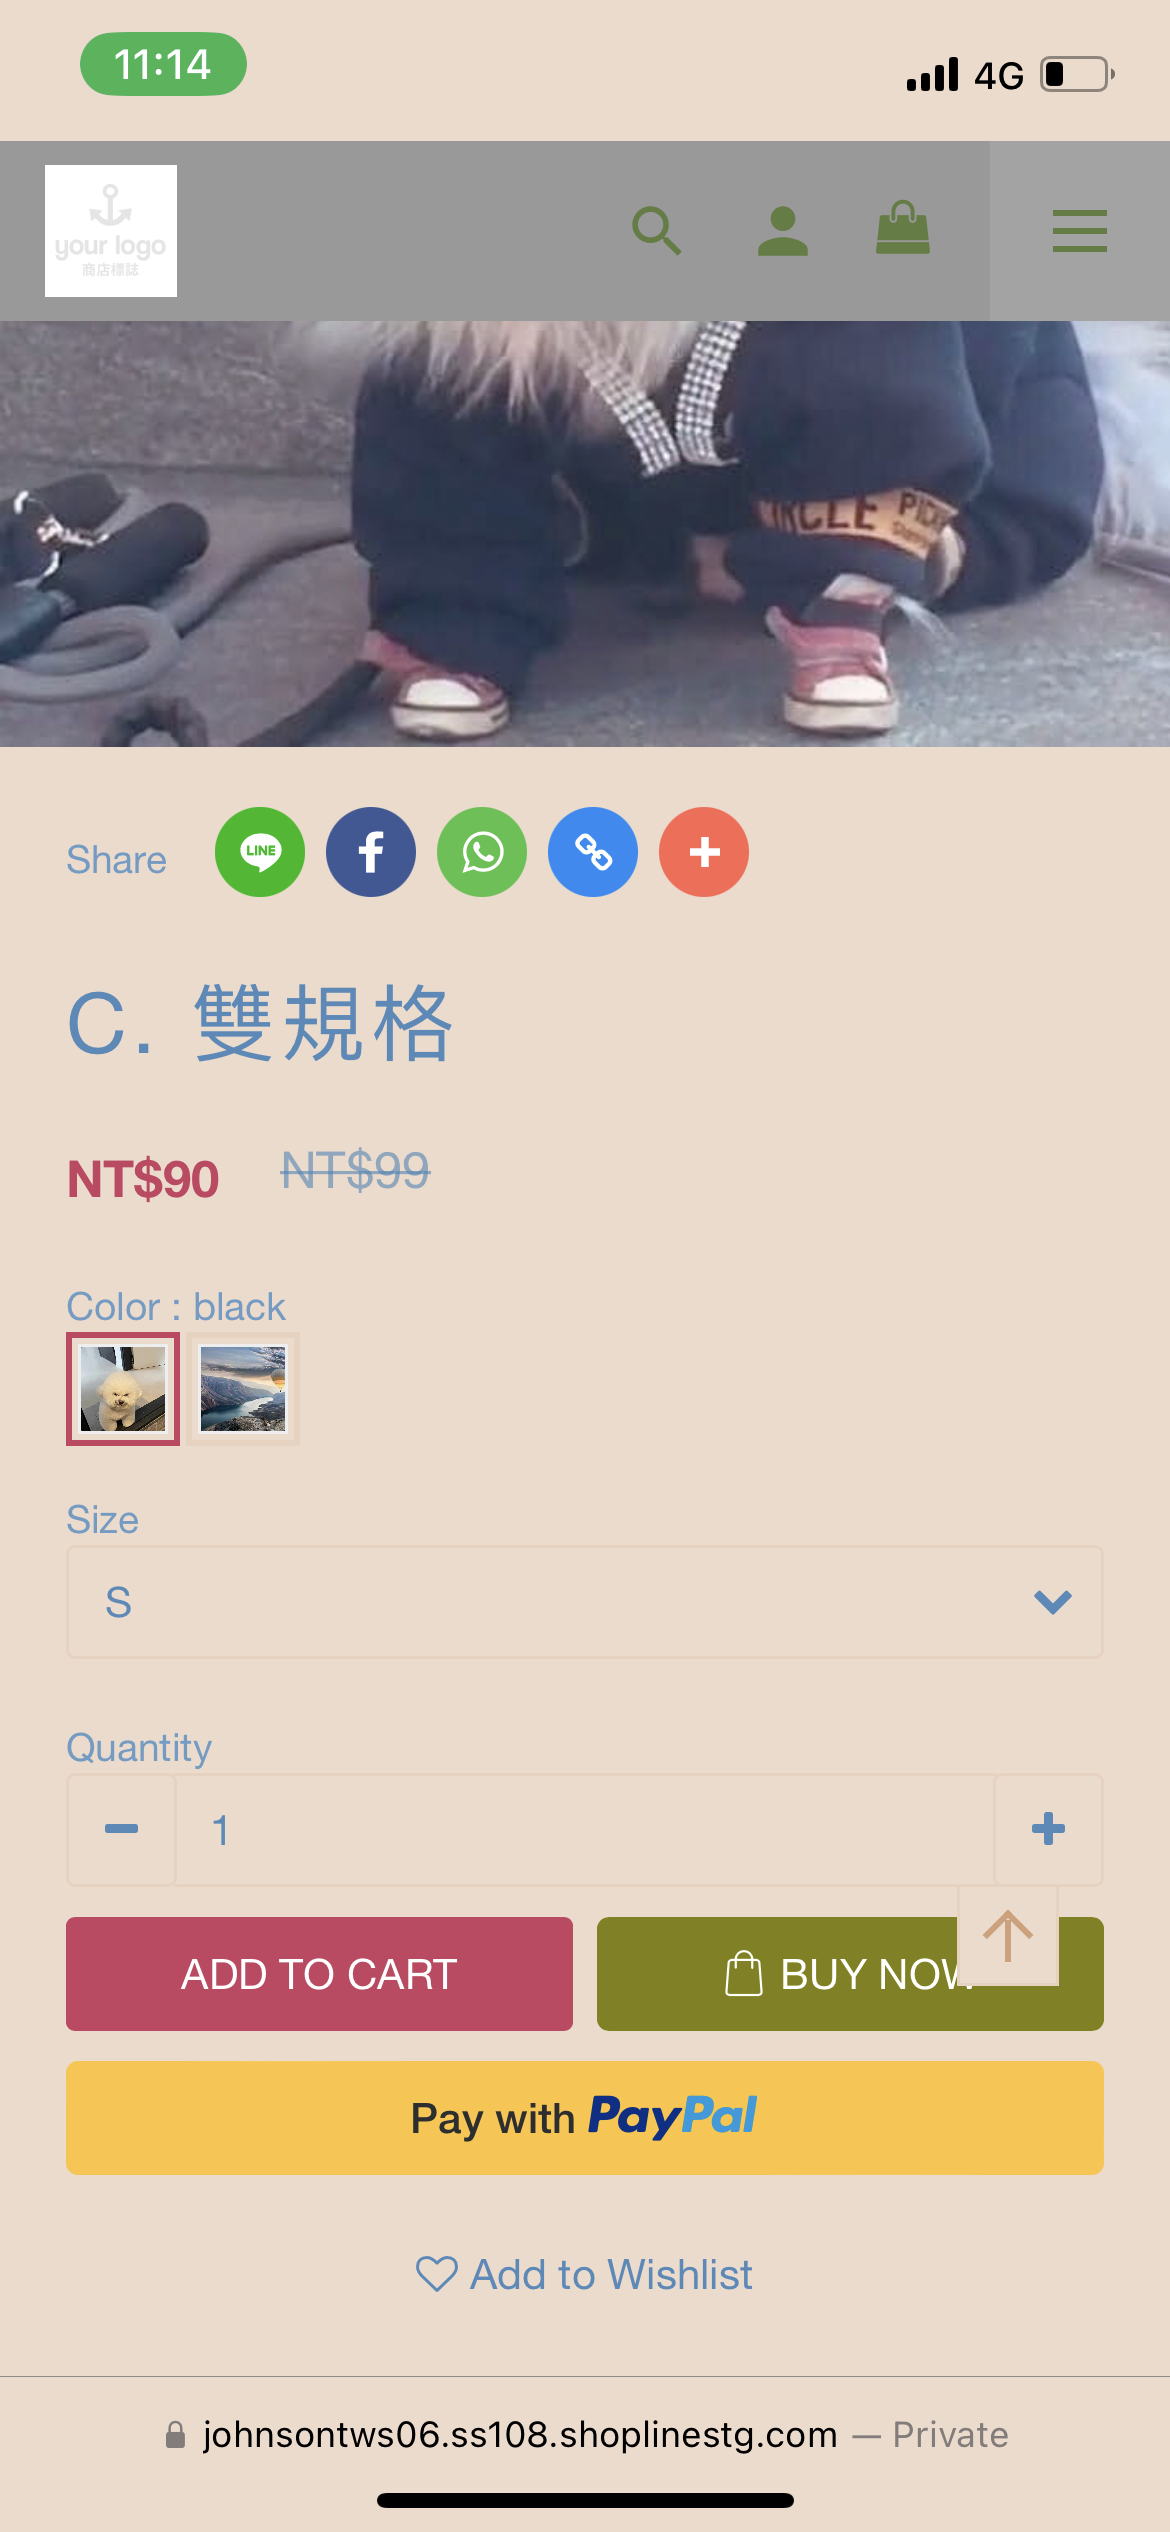 11:14
4G
your logo
商店標誌
CIRCLE
Share
LINE
C. 雙規格
NT$90 NT$99
Color : black
Size
S
Quantity
1
ADD TO CART
BUY NOW
Pay with PayPal
Add to Wishlist
johnsontws06.ss108.shoplinestg.com — Private